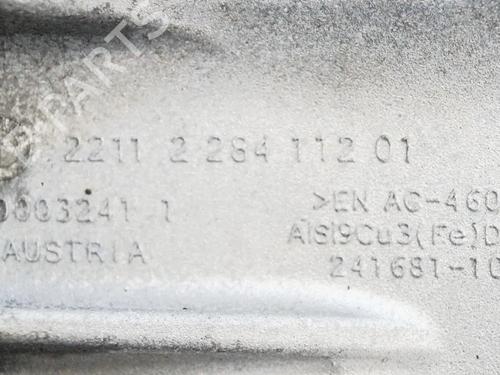 2211 2 284 112 01
0003241 1
AUSTRIA
>EN AC-460
AlSi9Cu3(Fe)D
241681-10